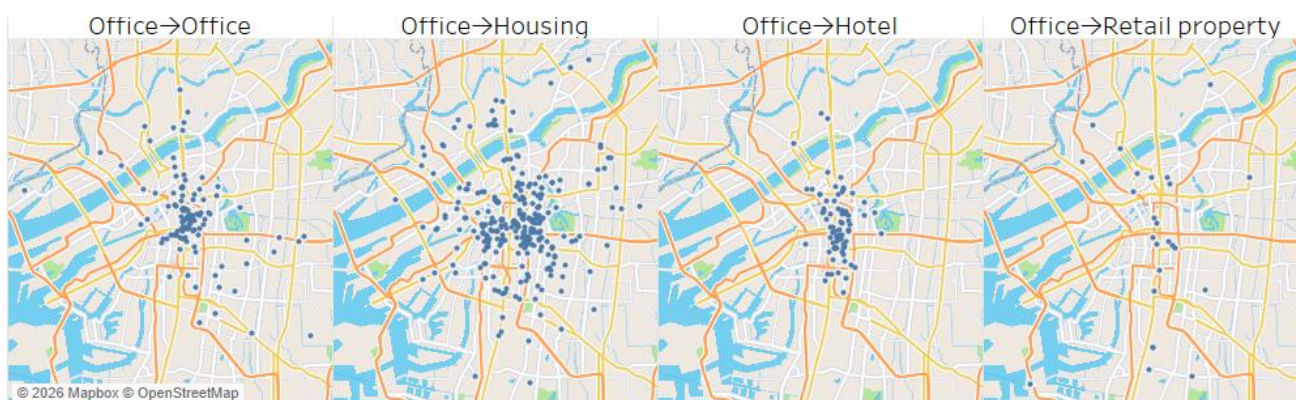 Office→Office
Office→Housing
Office→Hotel
Office→Retail property
© 2026 Mapbox © OpenStreetMap